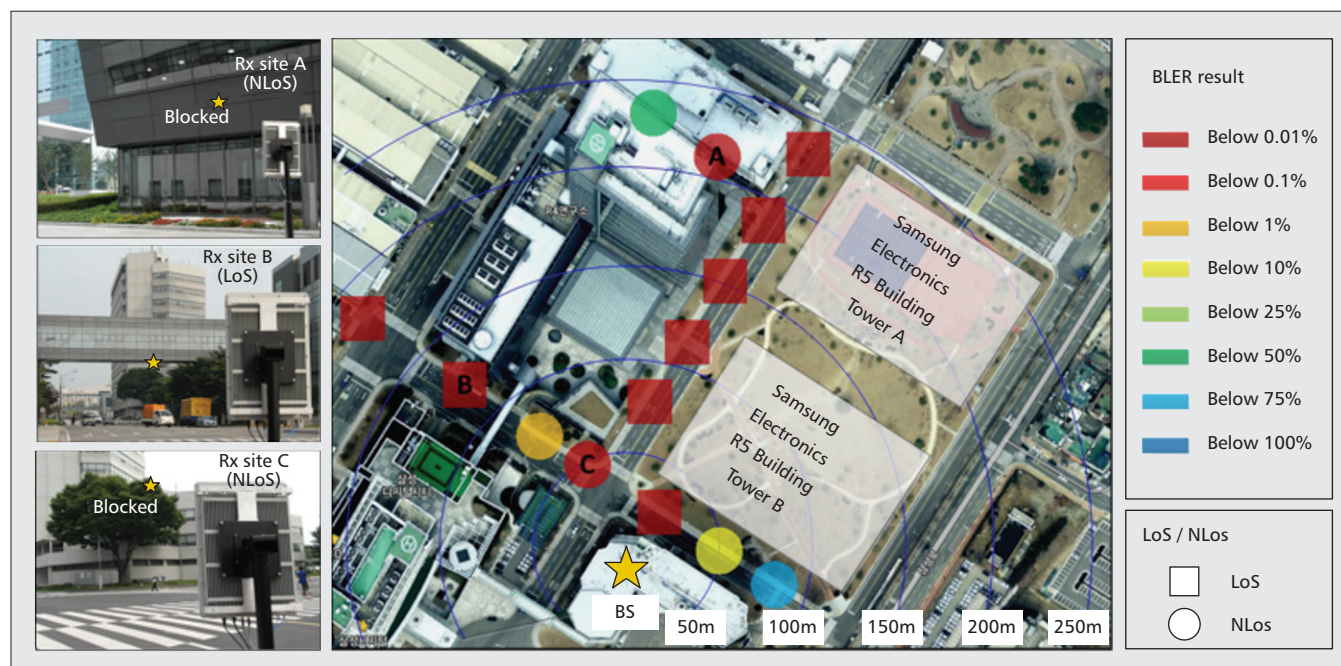 Rx site A
(NLoS)
Blocked
Rx site B
(LoS)
Rx site C
(NLoS)
Blocked
A
B
C
Samsung
Electronics
R5 Building
Tower A
Samsung
Electronics
R5 Building
Tower B
BS
50m
100m
150m
200m
250m
BLER result
Below 0.01%
Below 0.1%
Below 1%
Below 10%
Below 25%
Below 50%
Below 75%
Below 100%
LoS / NLos
LoS
NLos